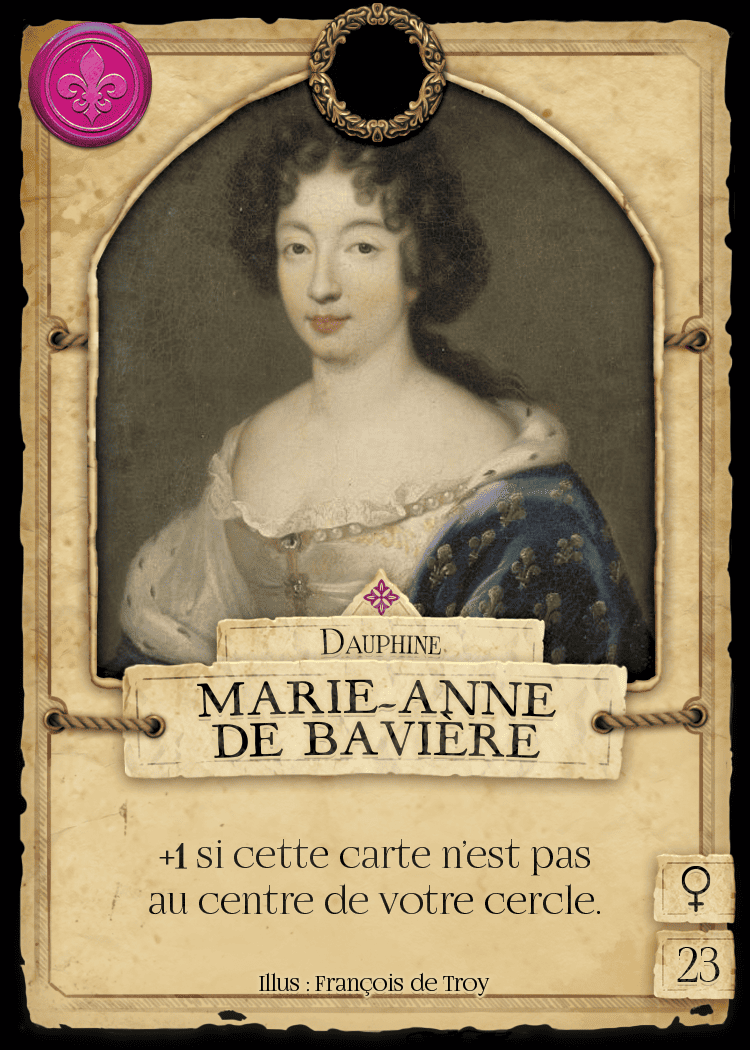 Dauphine
MARIE-ANNE
DE BAVIÈRE
+1 si cette carte n'est pas
au centre de votre cercle.
♀
23
Illus : François de Troy